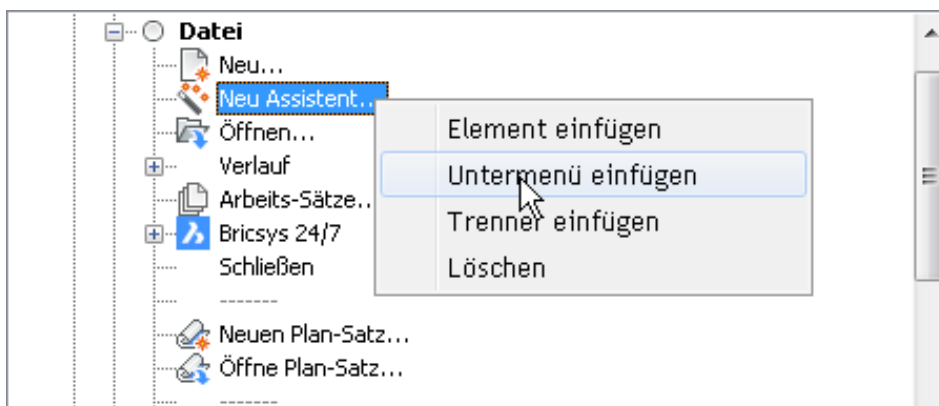 Datei
Neu...
Neu Assistent...
Öffnen...
Verlauf
Arbeits-Sätze..
Bricsys 24/7
Schließen
-------
Neuen Plan-Satz...
Öffne Plan-Satz...
-------
Element einfügen
Untermenü einfügen
Trenner einfügen
Löschen